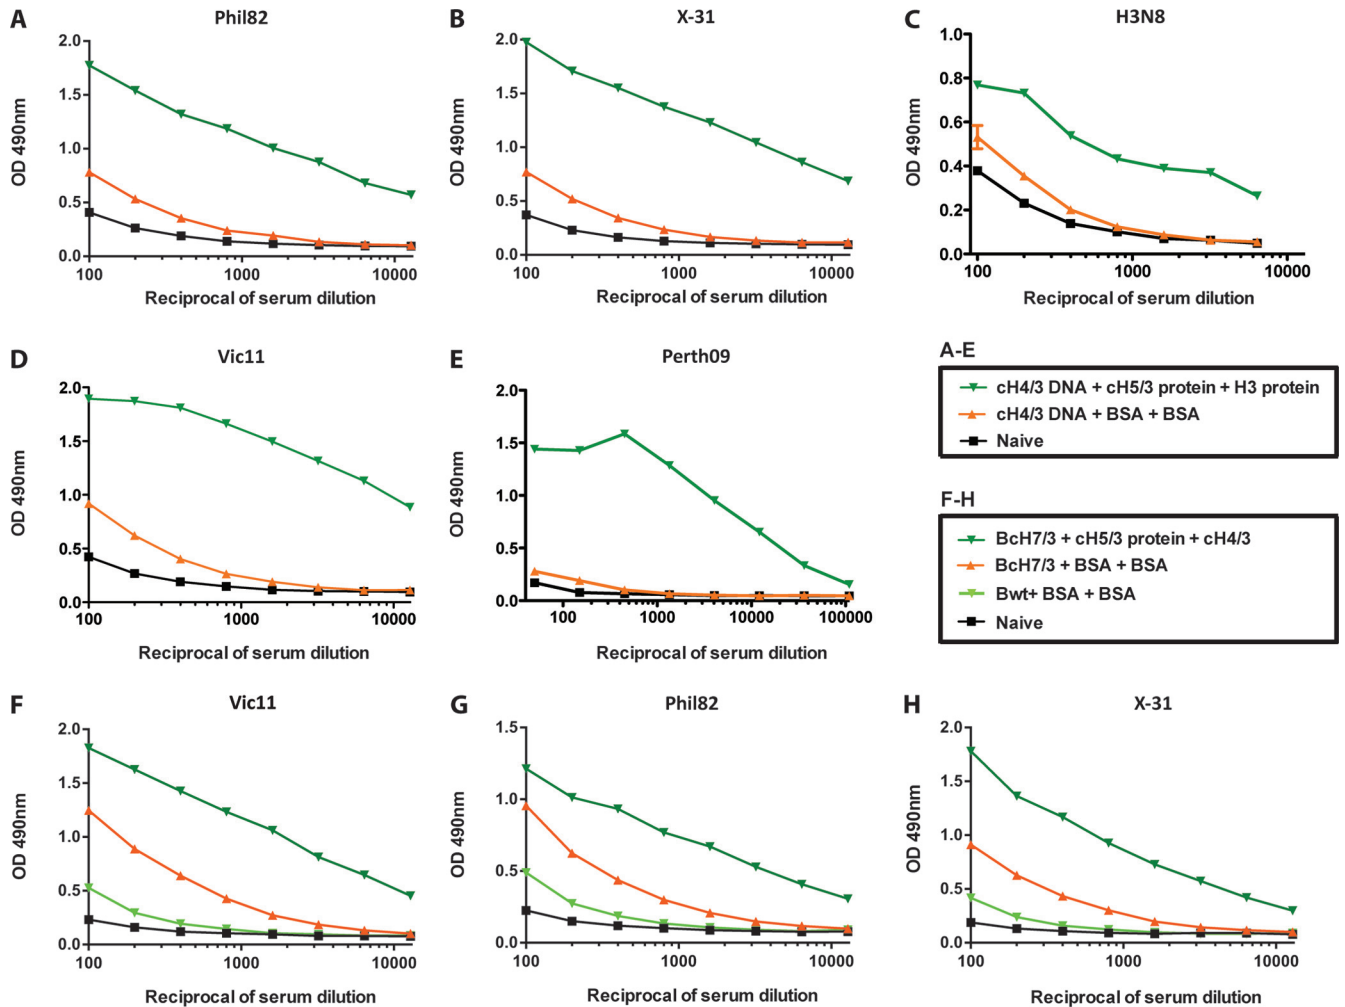 A
Phil82
2.0
1.5
1.0
0.5
0.0
OD 490nm
100
1000
10000
Reciprocal of serum dilution
B
X-31
2.0
1.5
1.0
0.5
0.0
OD 490nm
100
1000
10000
Reciprocal of serum dilution
C
H3N8
1.0
0.8
0.6
0.4
0.2
0.0
OD 490nm
100
1000
10000
Reciprocal of serum dilution
D
Vic11
2.0
1.5
1.0
0.5
0.0
OD 490nm
100
1000
10000
Reciprocal of serum dilution
E
Perth09
2.0
1.5
1.0
0.5
0.0
OD 490nm
100
1000
10000
100000
Reciprocal of serum dilution
A-E
cH4/3 DNA + cH5/3 protein + H3 protein
cH4/3 DNA + BSA + BSA
Naive
F-H
BcH7/3 + cH5/3 protein + cH4/3
BcH7/3 + BSA + BSA
Bwt+ BSA + BSA
Naive
F
Vic11
2.0
1.5
1.0
0.5
0.0
OD 490nm
100
1000
10000
Reciprocal of serum dilution
G
Phil82
1.5
1.0
0.5
0.0
OD 490nm
100
1000
10000
Reciprocal of serum dilution
H
X-31
2.0
1.5
1.0
0.5
0.0
OD 490nm
100
1000
10000
Reciprocal of serum dilution